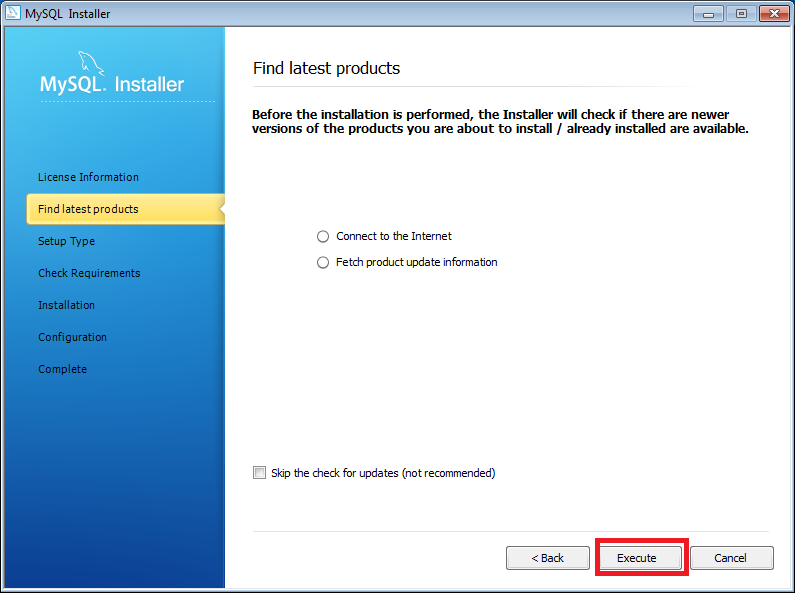 MySQL Installer
MySQL. Installer
License Information
Find latest products
Setup Type
Check Requirements
Installation
Configuration
Complete
Find latest products
Before the installation is performed, the Installer will check if there are newer
versions of the products you are about to install / already installed are available.
Connect to the Internet
Fetch product update information
Skip the check for updates (not recommended)
< Back
Execute
Cancel